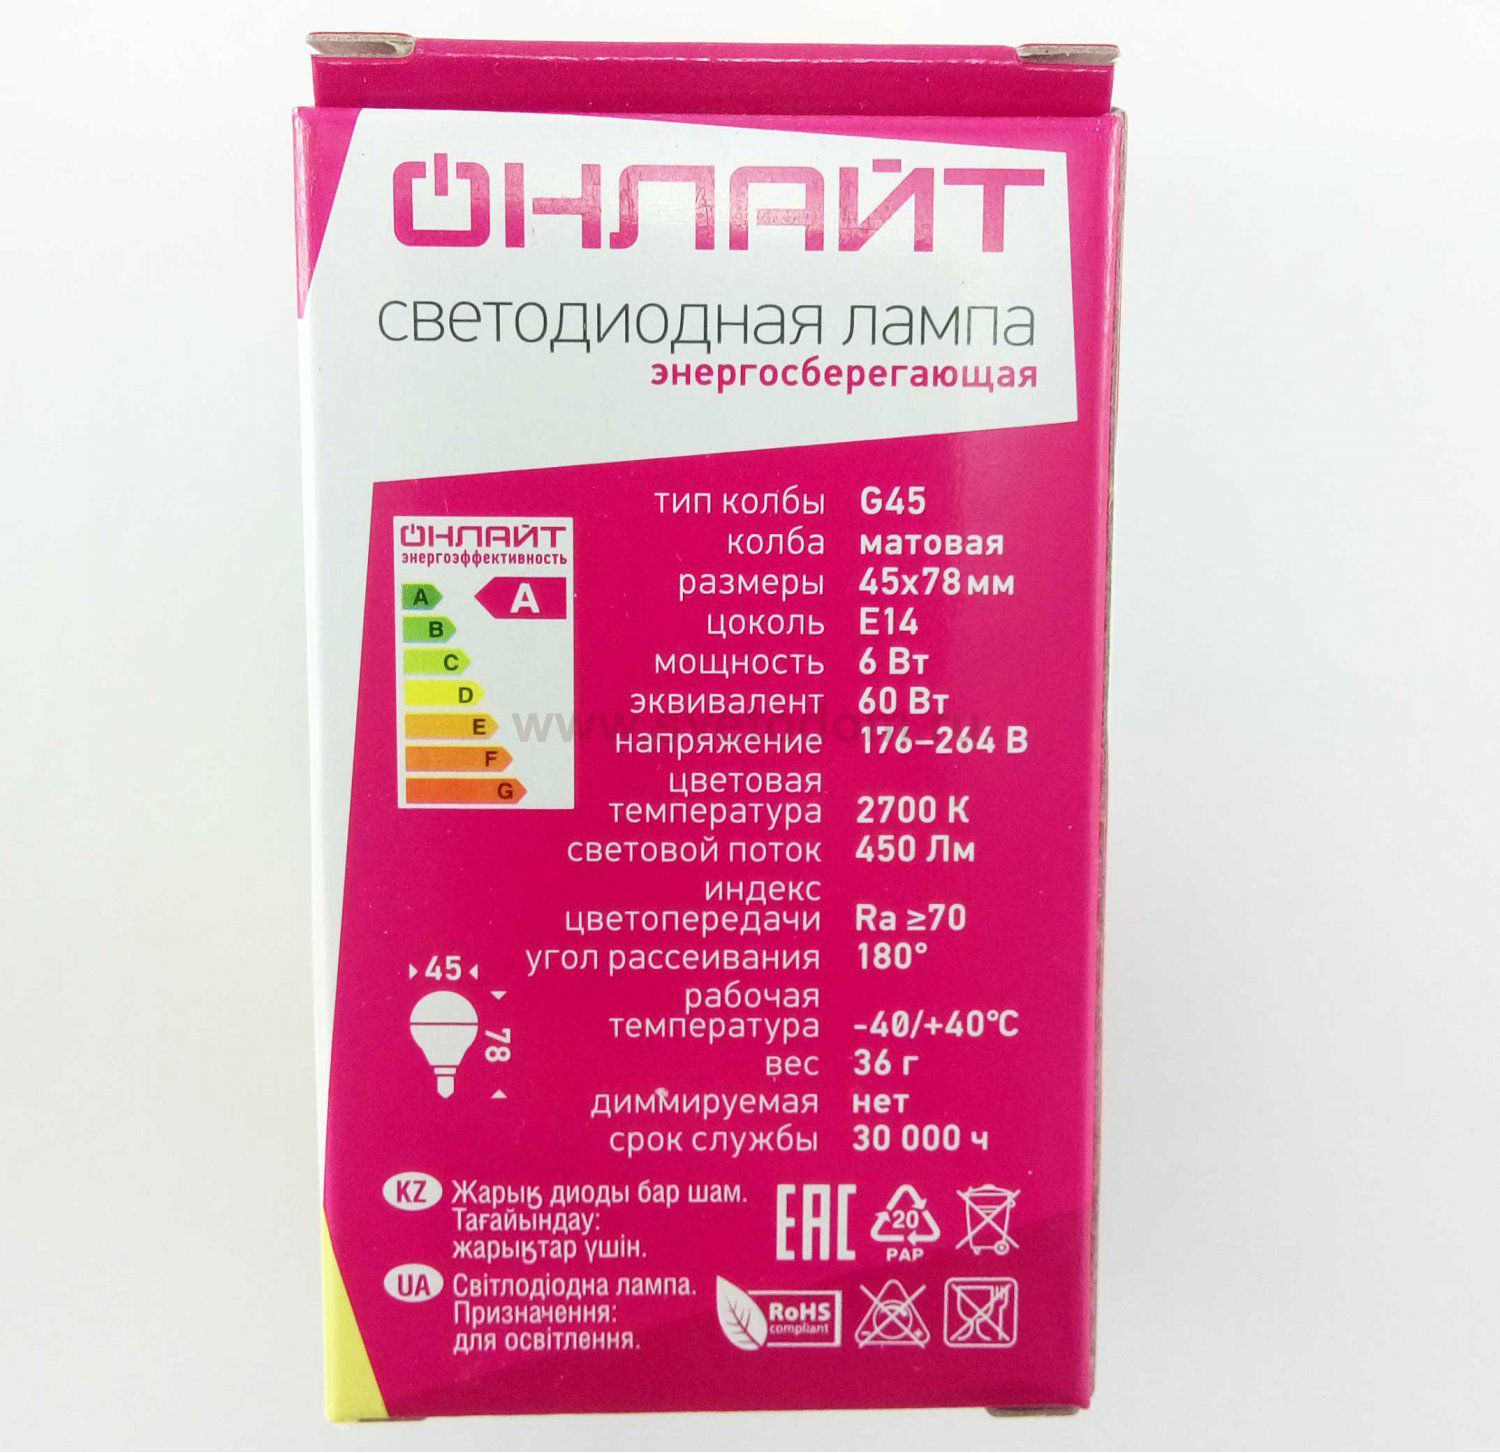 ОНЛАЙТ
светодиодная лампа
энергосберегающая
ОНЛАЙТ
энергоэффективность
A A
B
C
D
E
F
G
тип колбы G45
колба матовая
размеры 45x78 мм
цоколь E14
мощность 6 Вт
эквивалент 60 Вт
напряжение 176–264 В
цветовая
температура 2700 К
световой поток 450 Лм
индекс
цветопередачи Ra ≥70
угол рассеивания 180°
рабочая
температура -40/+40°C
вес 36 г
диммируемая нет
срок службы 30 000 ч
45
78
KZ Жарық диоды бар шам.
Тағайындау:
жарықтар үшін.
UA Світлодіодна лампа.
Призначення:
для освітлення.
EAC
20
PAP
RoHS
compliant